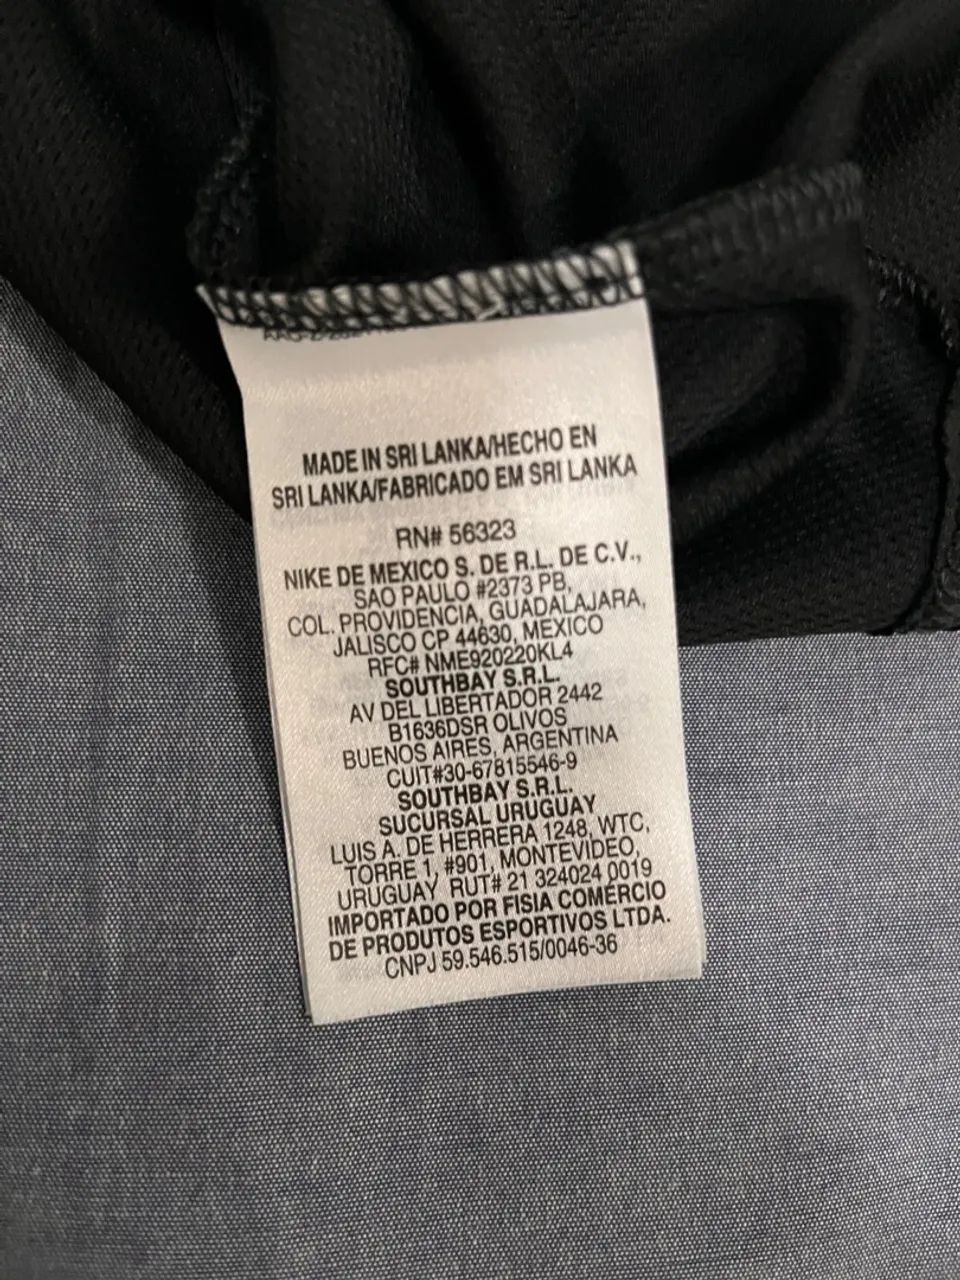 MADE IN SRI LANKA/HECHO EN
SRI LANKA/FABRICADO EM SRI LANKA
RN# 56323
NIKE DE MEXICO S. DE R.L. DE C.V.,
SAO PAULO #2373 PB,
COL. PROVIDENCIA, GUADALAJARA,
JALISCO CP 44630, MEXICO
RFC# NME920220KL4
SOUTHBAY S.R.L.
AV DEL LIBERTADOR 2442
B1636DSR OLIVOS
BUENOS AIRES, ARGENTINA
CUIT#30-67815546-9
SOUTHBAY S.R.L.
SUCURSAL URUGUAY
LUIS A. DE HERRERA 1248, WTC,
TORRE 1, #901, MONTEVIDEO,
URUGUAY RUT# 21 324024 0019
IMPORTADO POR FISIA COMÉRCIO
DE PRODUTOS ESPORTIVOS LTDA.
CNPJ 59.546.515/0046-36